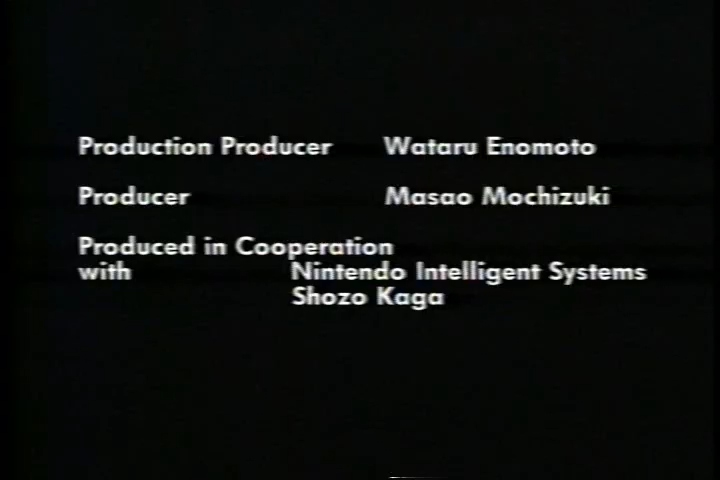 Production Producer Wataru Enomoto
Producer Masao Mochizuki
Produced in Cooperation
with Nintendo Intelligent Systems
Shozo Kaga